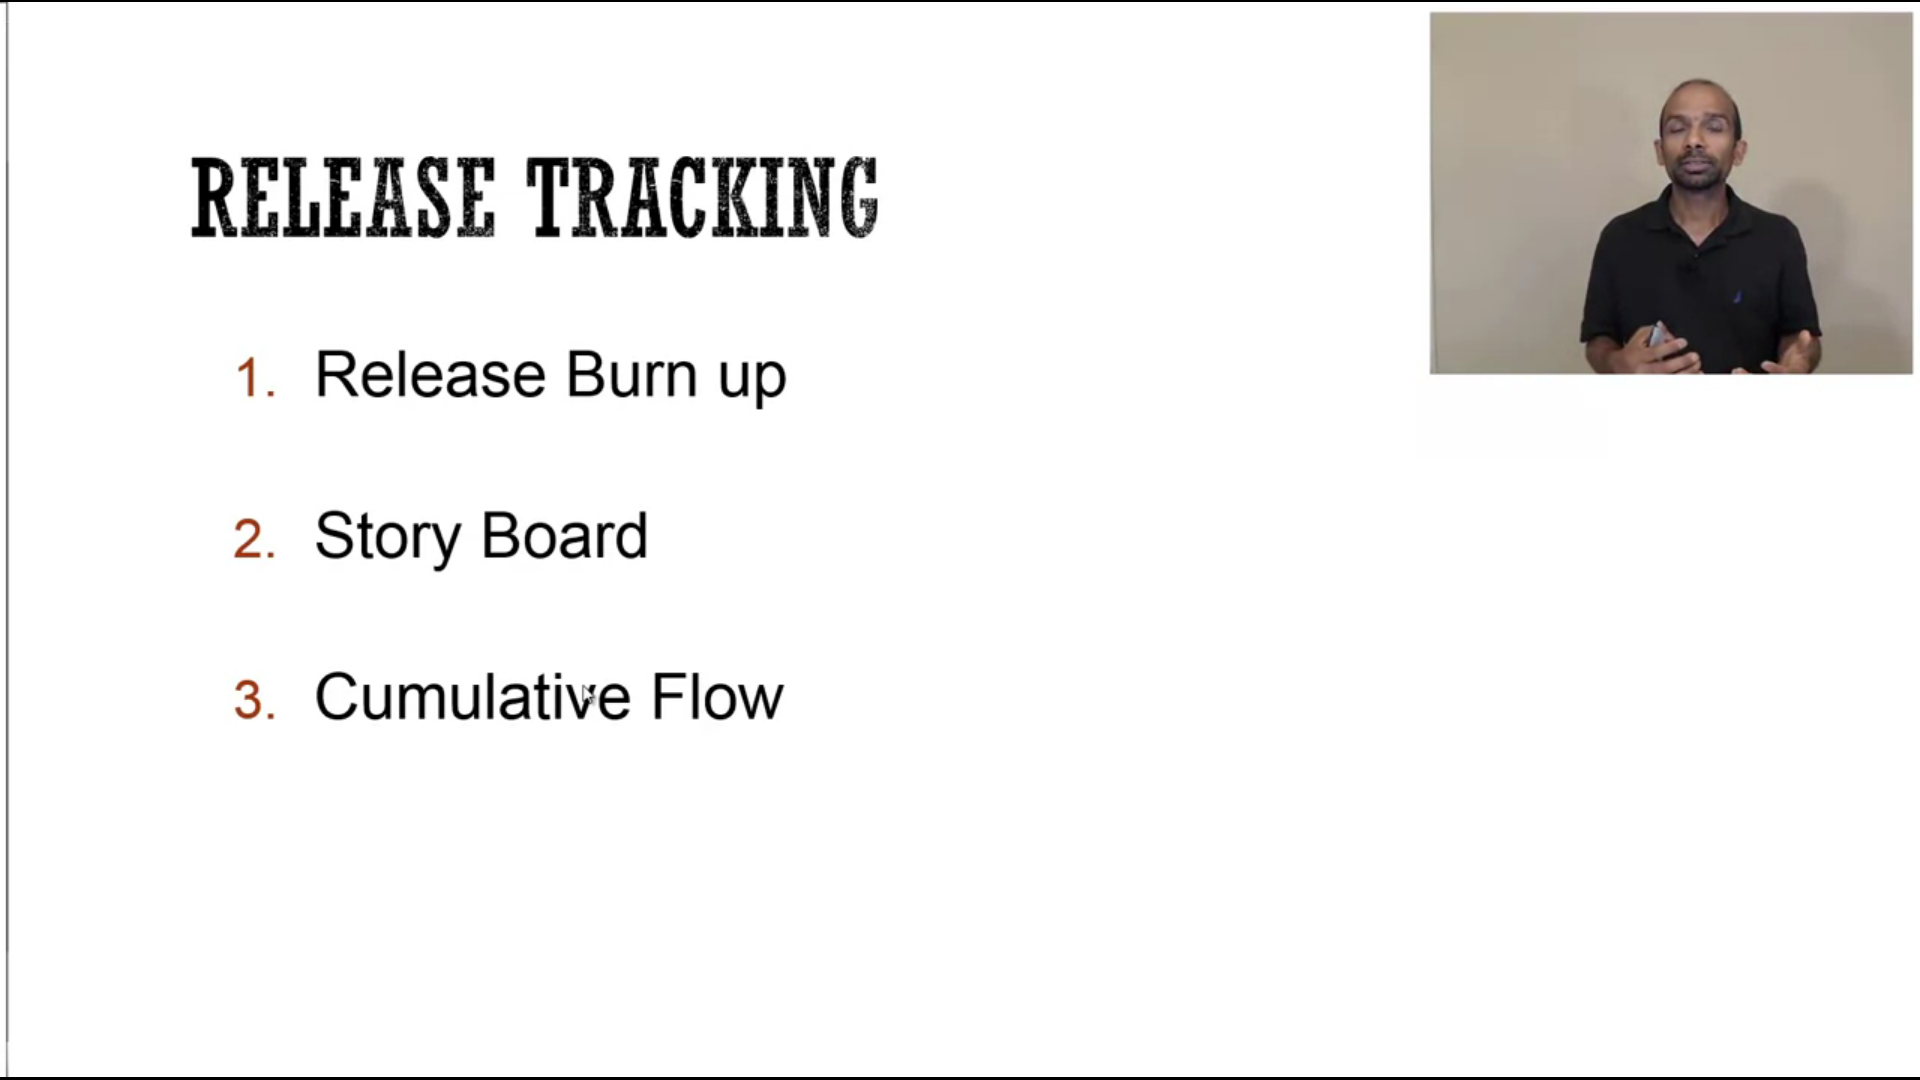 RELEASE TRACKING
1. Release Burn up
2. Story Board
3. Cumulative Flow